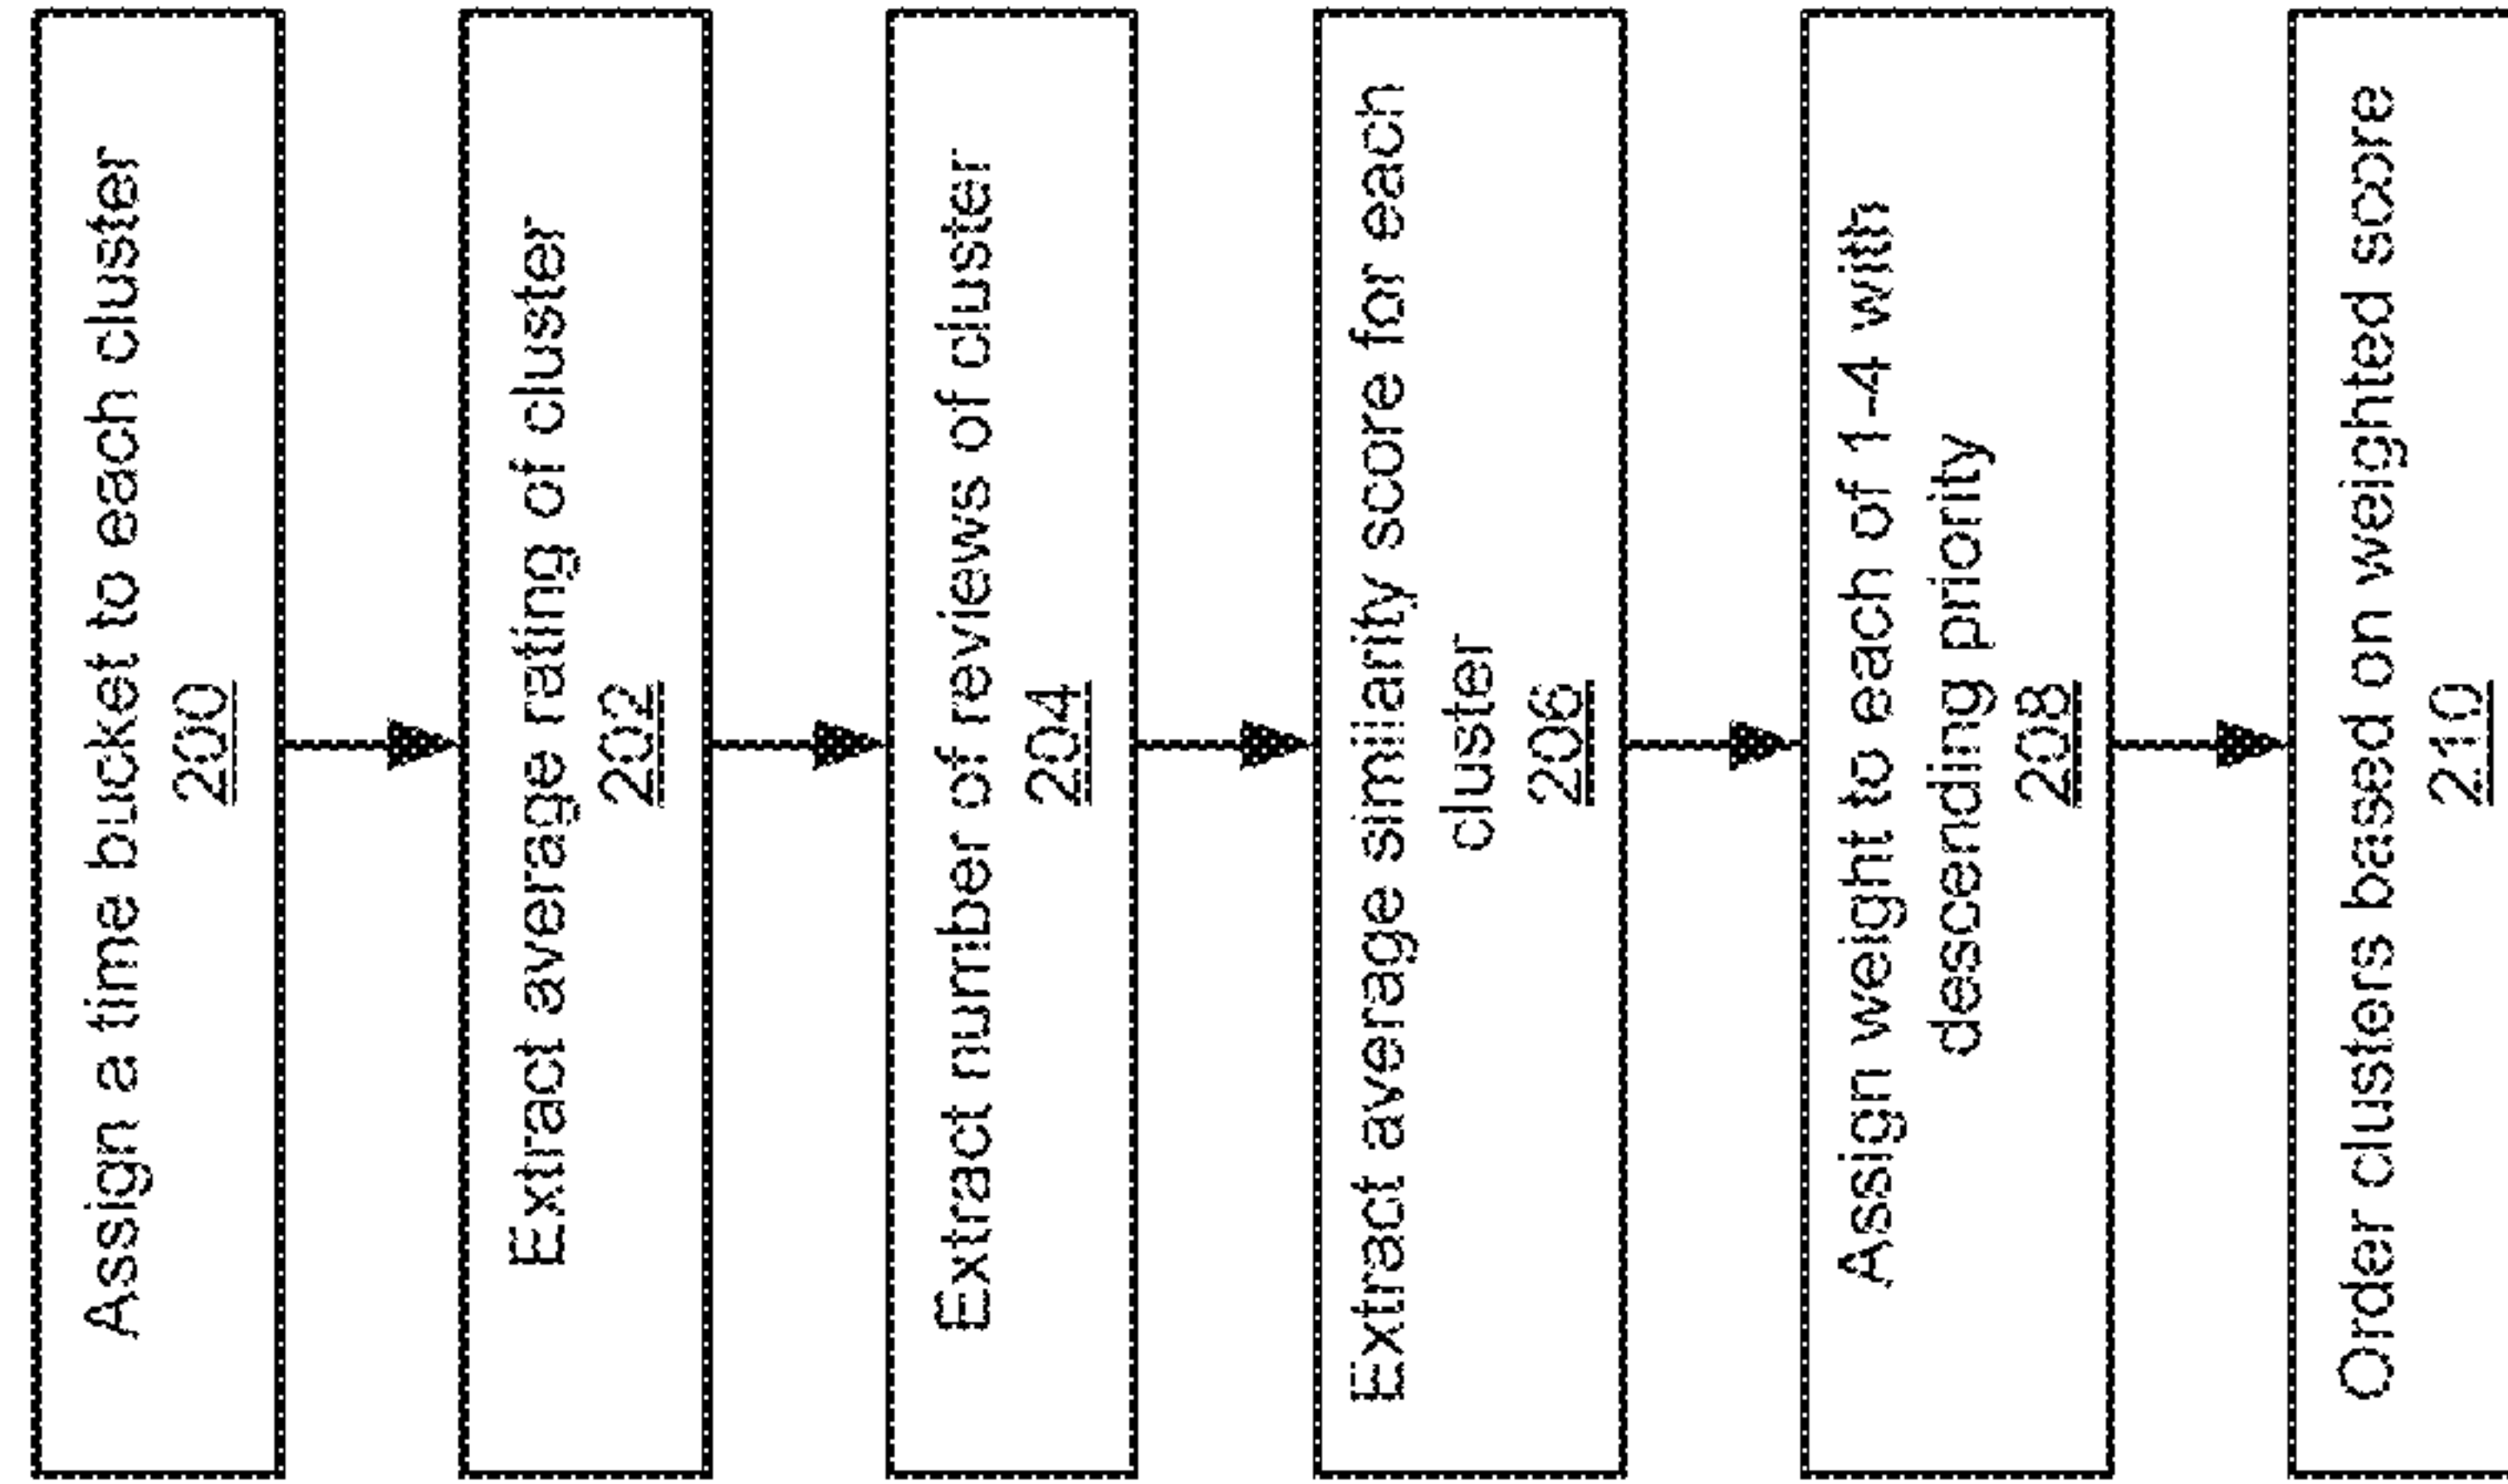 Assign a time bucket to each cluster
200
Extract average rating of cluster
202
Extract number of reviews of cluster
204
Extract average similarity score for each
cluster
206
Assign weight to each of 1-4 with
descending priority
208
Order clusters based on weighted score
210